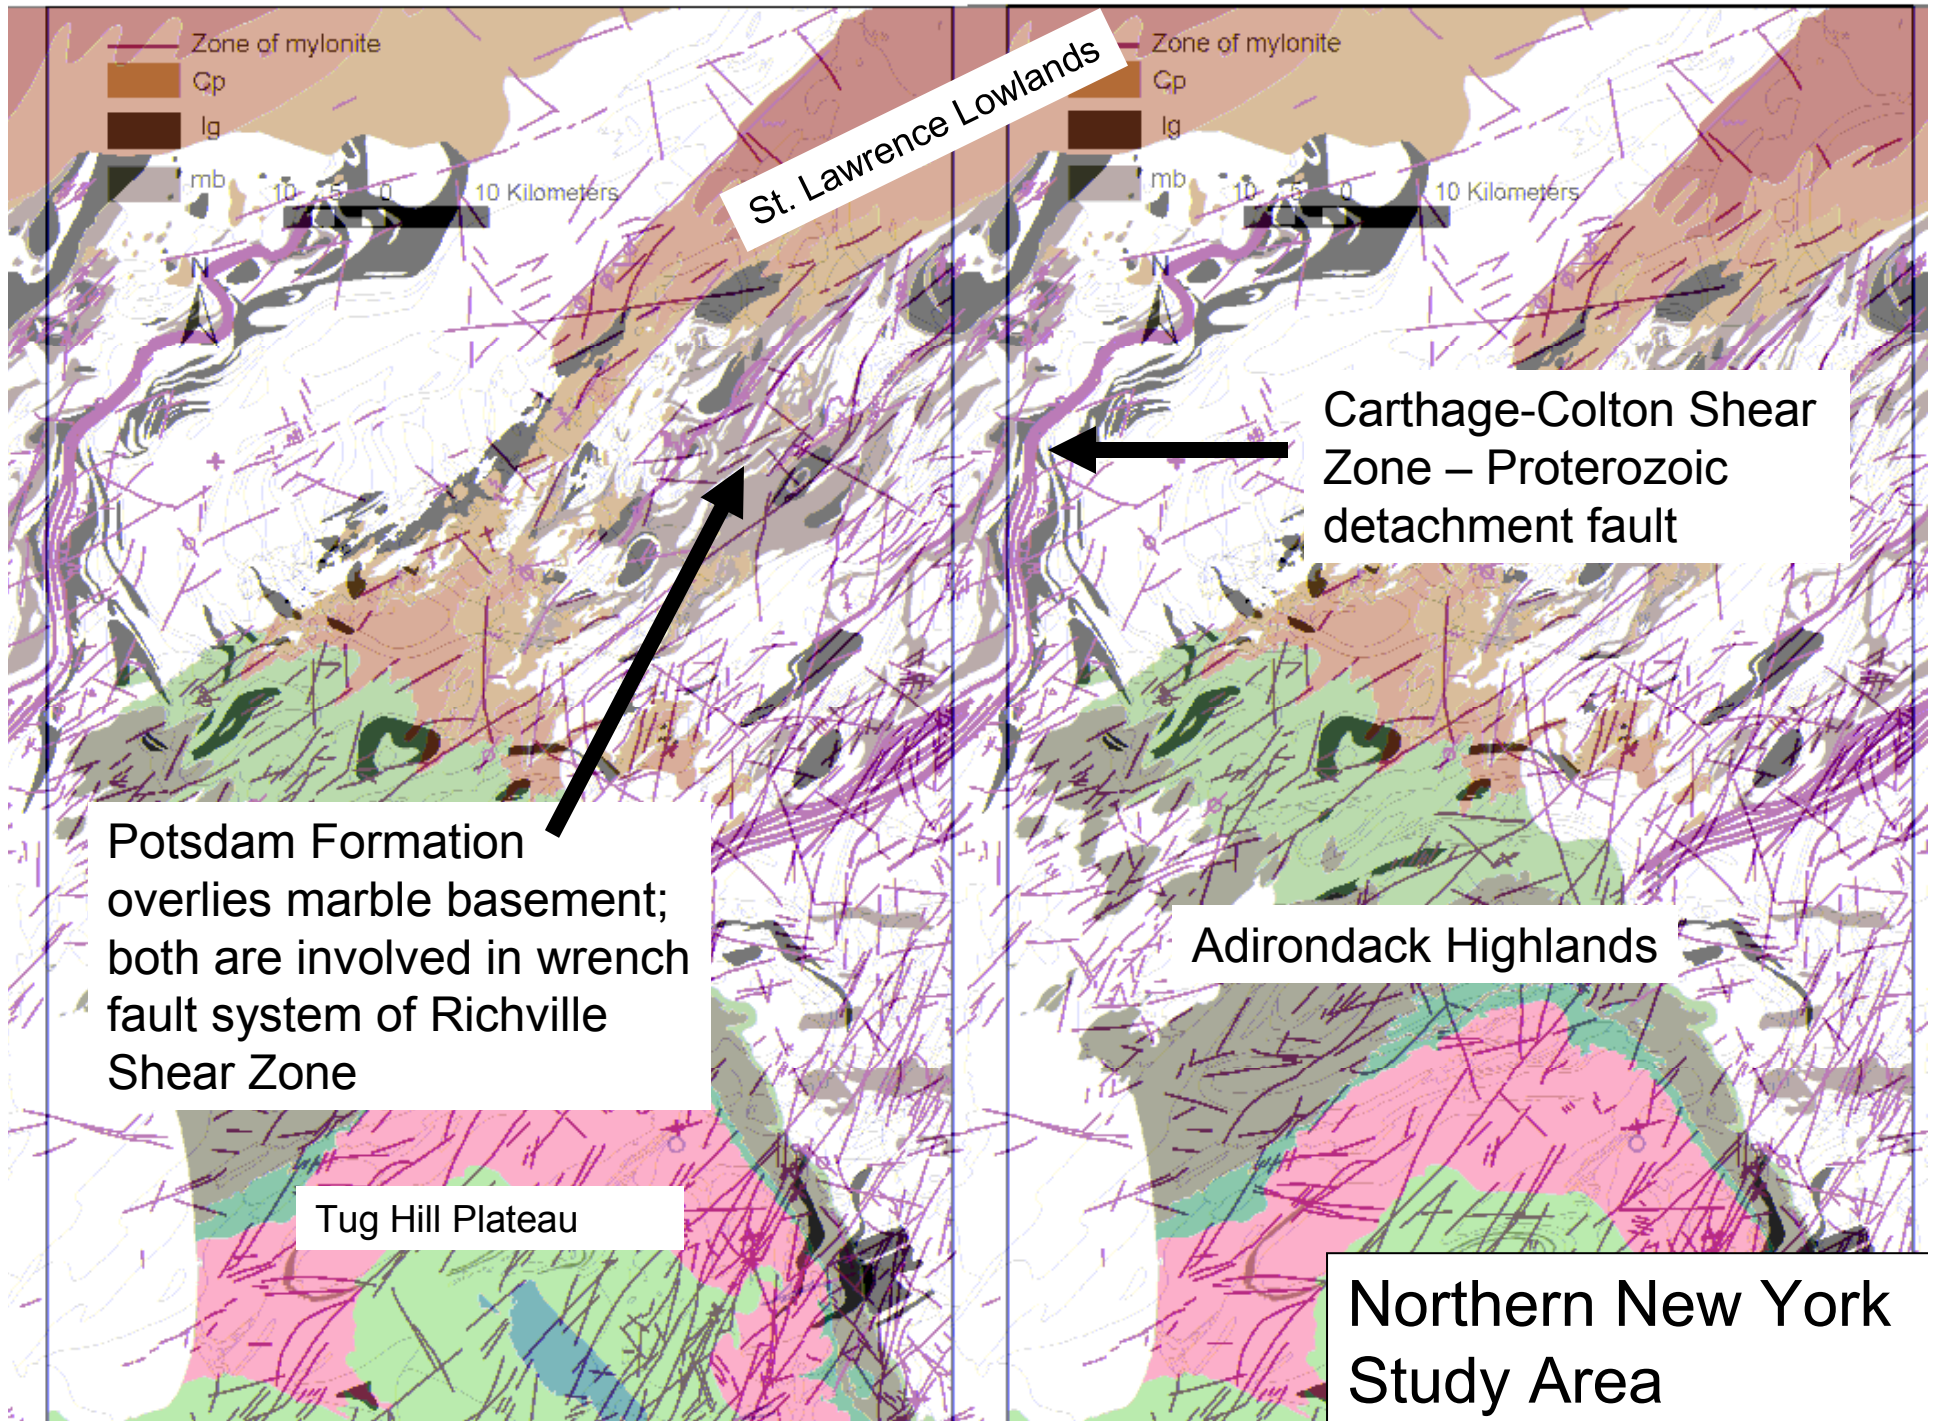 Zone of mylonite
Cp
lg
mb
10 5 0 10 Kilometers
N
St. Lawrence Lowlands
Zone of mylonite
Cp
lg
mb
10 5 0 10 Kilometers
N
Carthage-Colton Shear
Zone – Proterozoic
detachment fault
Potsdam Formation
overlies marble basement;
both are involved in wrench
fault system of Richville
Shear Zone
Adirondack Highlands
Tug Hill Plateau
Northern New York
Study Area